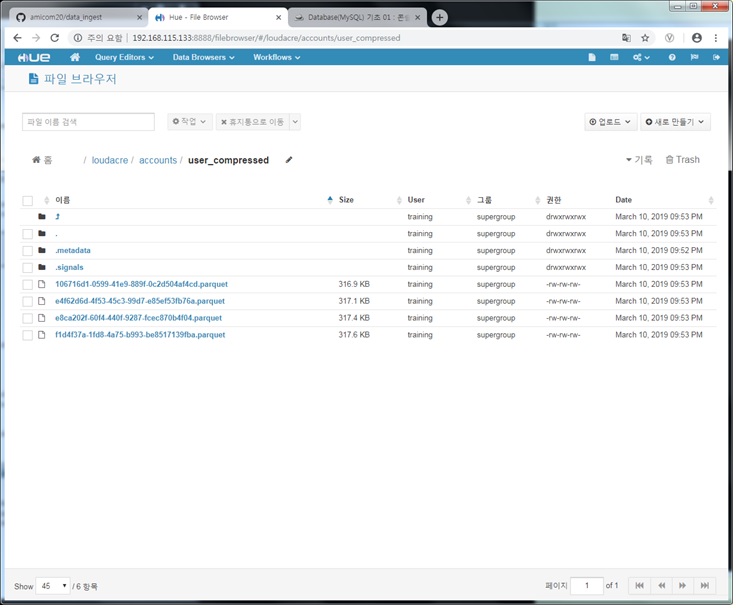 amicom20/data_ingest
Hue - File Browser
Database(MySQL) 기초 01 : 콘솔
주의 요함 192.168.115.133:8888/filebrowser/#/loudacre/accounts/user_compressed
HUE Query Editors Data Browsers Workflows
파일 브라우저
파일 이름 검색 작업 휴지통으로 이동 업로드 새로 만들기
홈 / loudacre / accounts / user_compressed 기록 Trash
이름 Size User 그룹 권한 Date
training supergroup drwxrwxrwx March 10, 2019 09:53 PM
. training supergroup drwxrwxrwx March 10, 2019 09:53 PM
.metadata training supergroup drwxrwxrwx March 10, 2019 09:52 PM
.signals training supergroup drwxrwxrwx March 10, 2019 09:53 PM
106716d1-0599-41e9-889f-0c2d504af4cd.parquet 316.9 KB training supergroup -rw-rw-rw- March 10, 2019 09:53 PM
e4f62d6d-4f53-45c3-99d7-e85ef53fb76a.parquet 317.1 KB training supergroup -rw-rw-rw- March 10, 2019 09:53 PM
e8ca202f-60f4-440f-9287-fcec870b4f04.parquet 317.4 KB training supergroup -rw-rw-rw- March 10, 2019 09:53 PM
f1d4f37a-1fd8-4a75-b993-be8517139fba.parquet 317.6 KB training supergroup -rw-rw-rw- March 10, 2019 09:53 PM
Show 45 / 6 항목 페이지 1 of 1